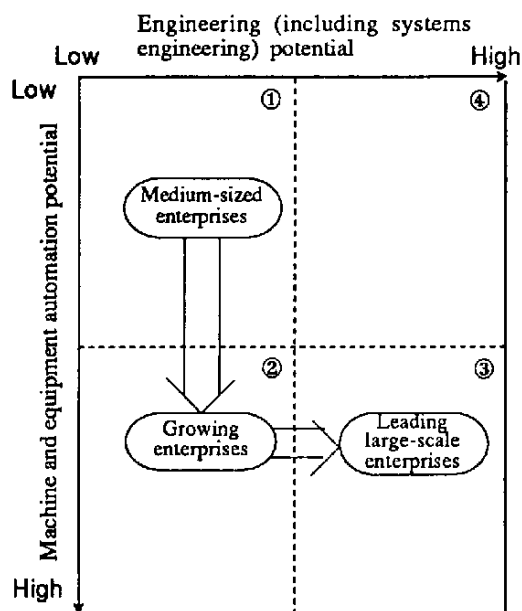 Engineering (including systems
engineering) potential
Low
High
Low
Machine and equipment automation potential
①
④
Medium-sized
enterprises
②
③
Growing
enterprises
Leading
large-scale
enterprises
High